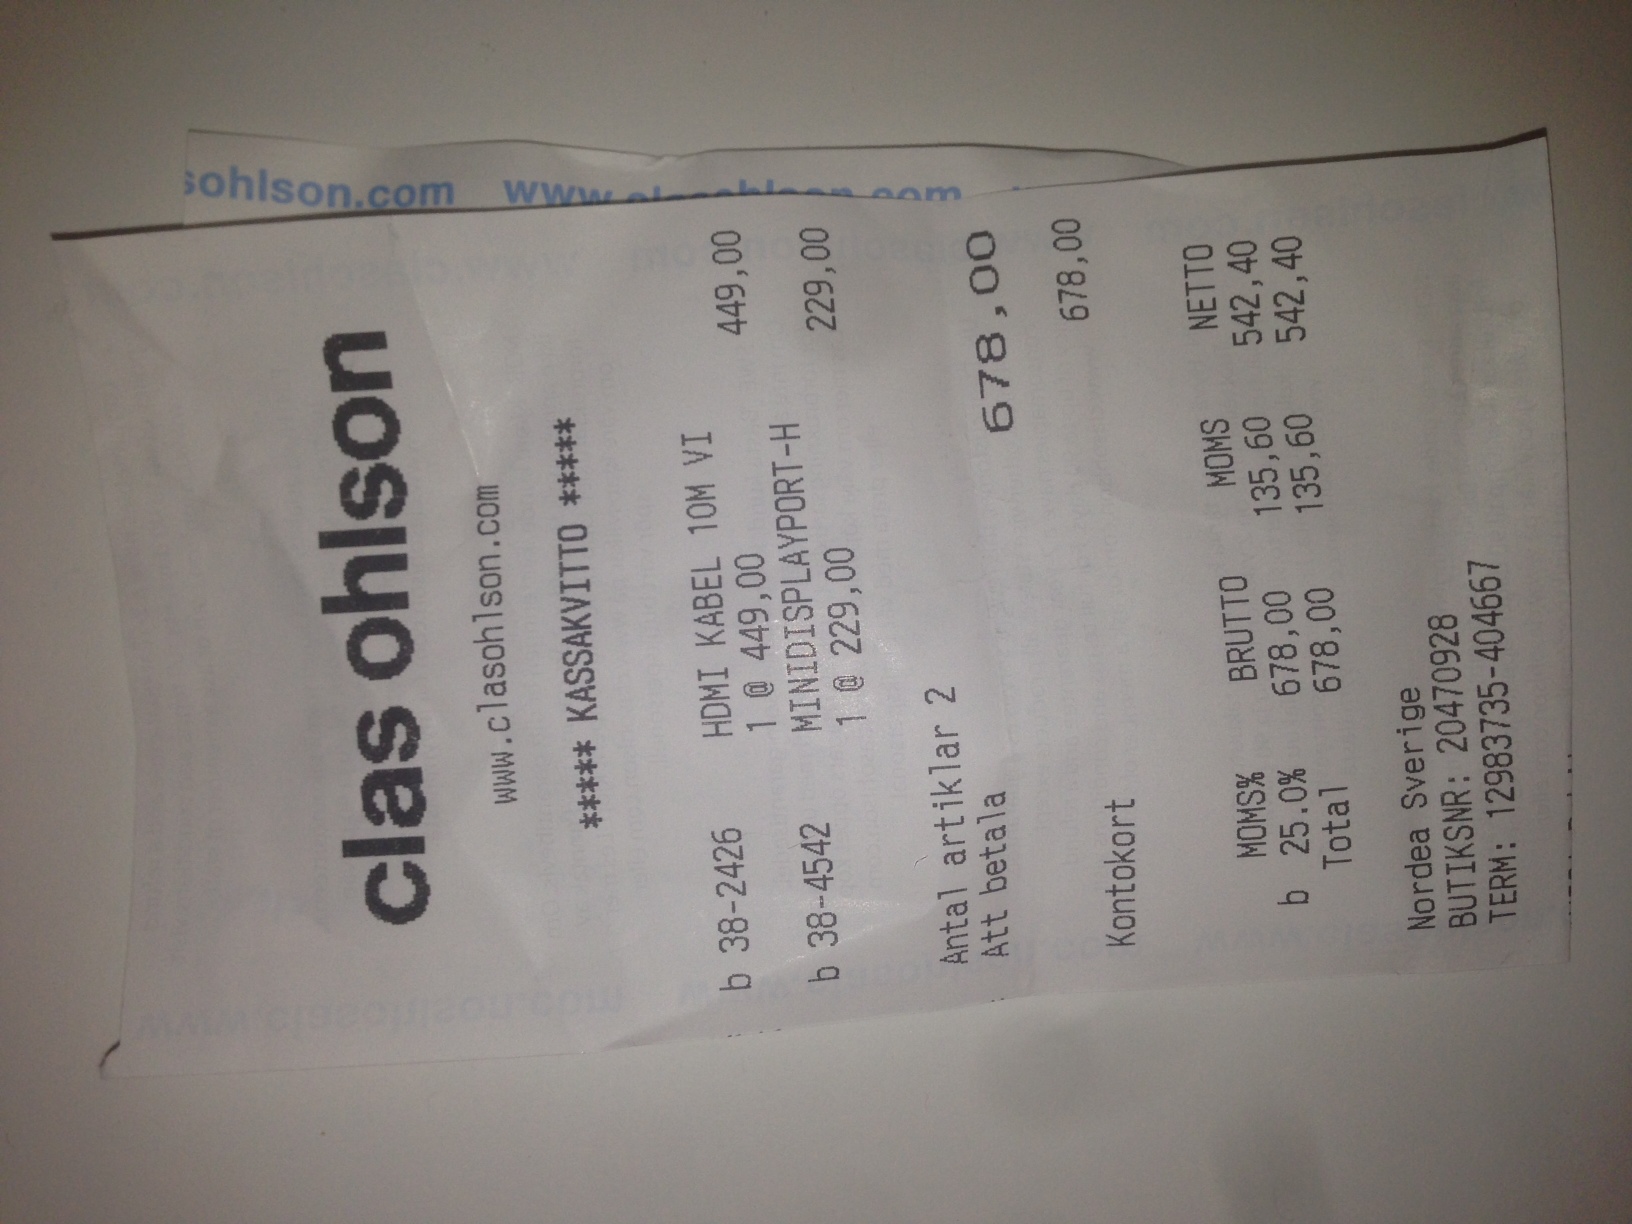 clas ohlson
www.clasohlson.com
***** KASSAKVITTO *****
b 38-2426 HDMI KABEL 10M VI
1 @ 449,00 449,00
b 38-4542 MINIDISPLAYPORT-H
1 @ 229,00 229,00
Antal artiklar 2
Att betala 678,00
678,00
Kontokort
MOMS% BRUTTO MOMS NETTO
b 25.0% 678,00 135,60 542,40
Total 678,00 135,60 542,40
Nordea Sverige
BUTIKSNR: 20470928
TERM: 12983735-404667
sohlson.com www.clasohlson.com